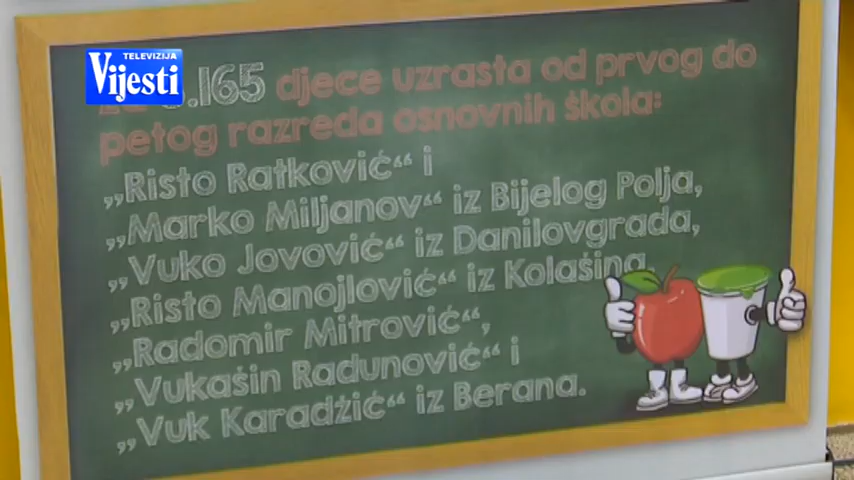 TELEVIZIJA
Vijesti
.165 djece uzrasta od prvog do
petog razreda osnovnih škola:
„Risto Ratković“ i
„Marko Miljanov“ iz Bijelog Polja,
„Vuko Jovović“ iz Danilovgrada,
„Risto Manojlović“ iz Kolašina,
„Radomir Mitrović“,
„Vukašin Radunović“ i
„Vuk Karadžić“ iz Berana.